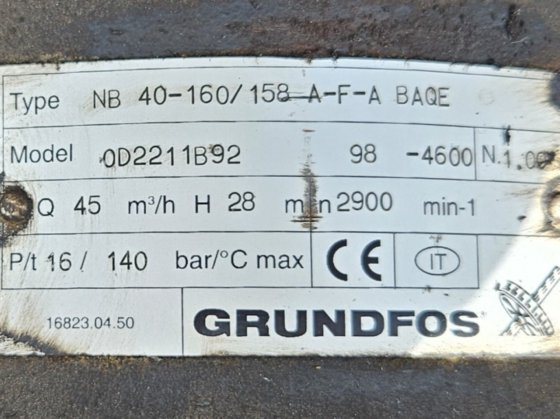 Type NB 40-160/158 A-F-A BAQE
Model 0D2211B92 98 -4600 N.1.00
Q 45 m³/h H 28 m n 2900 min-1
P/t 16 / 140 bar/°C max CE IT
16823.04.50 GRUNDFOS